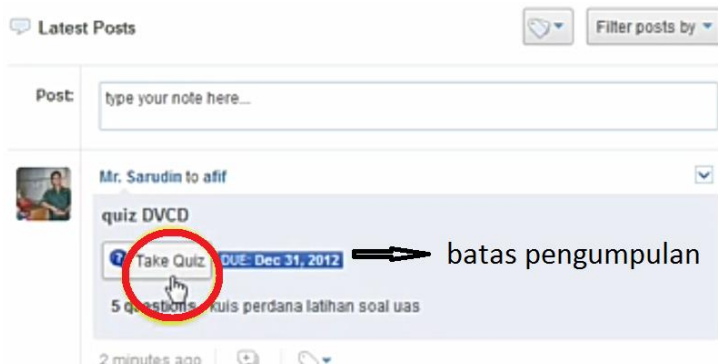 Latest Posts
Filter posts by
Post:
type your note here...
Mr. Sarudin to afif
quiz DVCD
Take Quiz DUE: Dec 31, 2012 batas pengumpulan
5 questions kuis perdana latihan soal uas
2 minutes ago